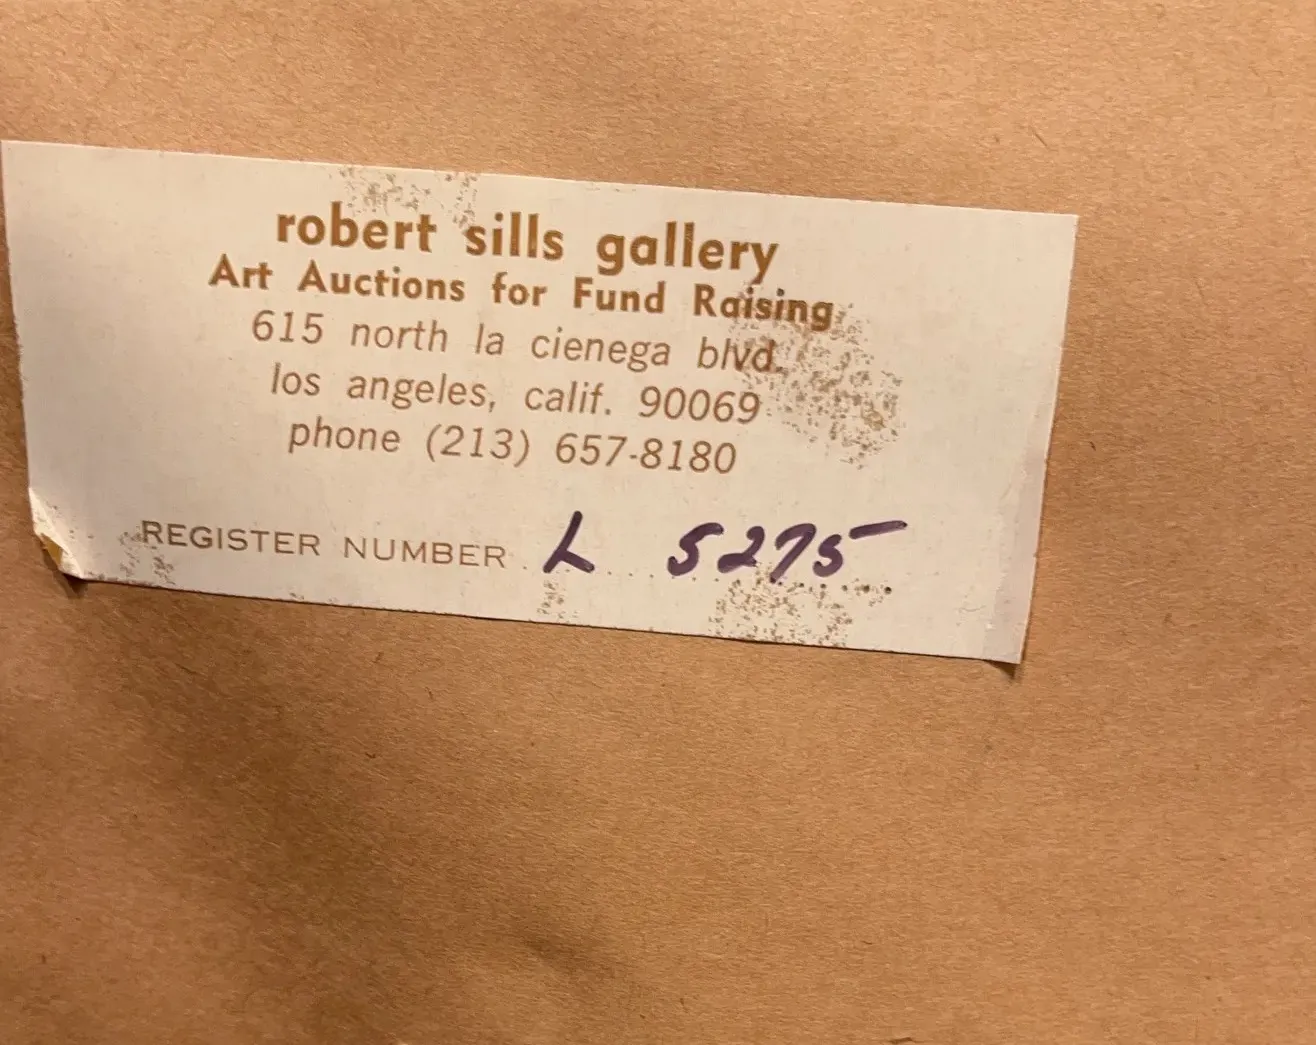 robert sills gallery
Art Auctions for Fund Raising
615 north la cienega blvd.
los angeles, calif. 90069
phone (213) 657-8180
REGISTER NUMBER L 5275